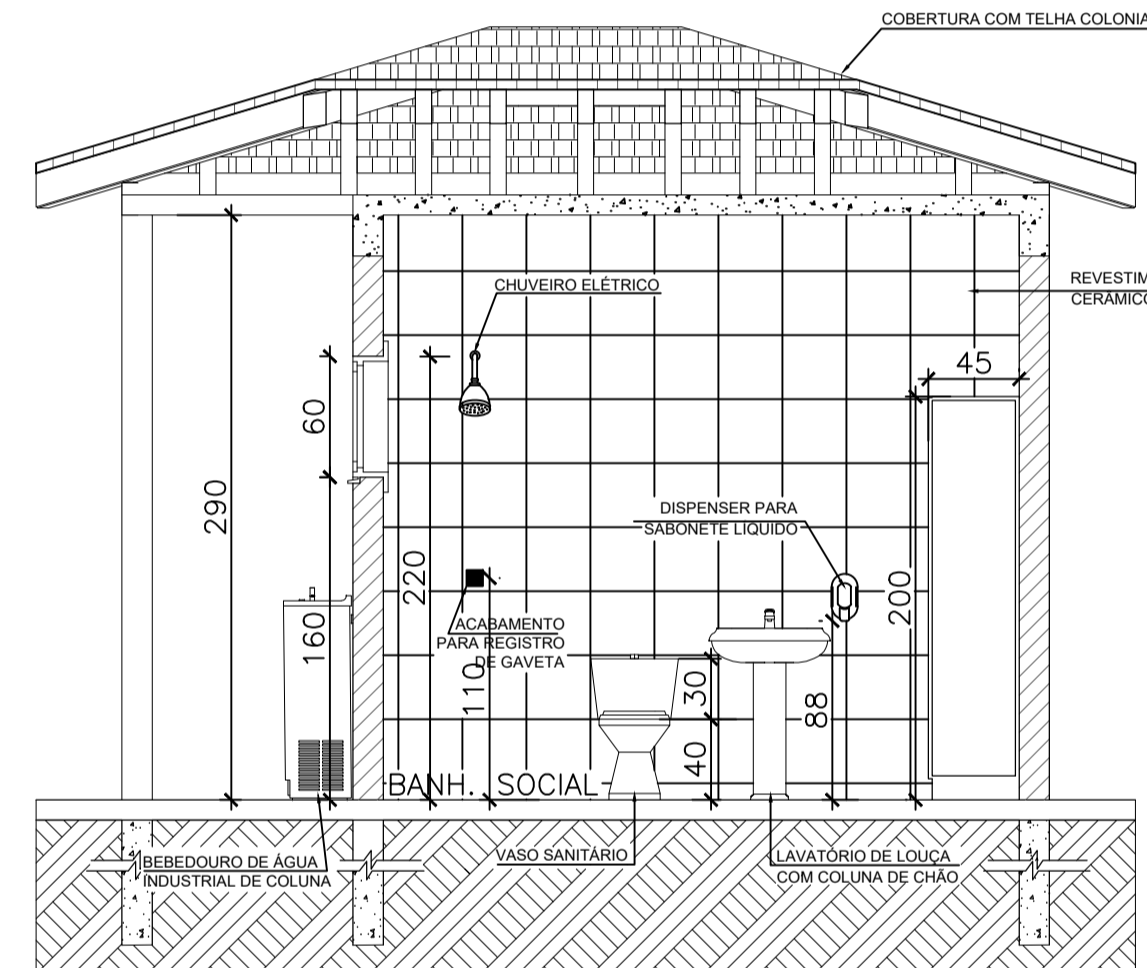 COBERTURA COM TELHA COLONIA
CHUVEIRO ELÉTRICO
REVESTIM
CERÂMICO
45
60
290
DISPENSER PARA
SABONETE LIQUIDO
220
200
160
ACABAMENTO
PARA REGISTRO
DE GAVETA
110
30
88
40
BANH. SOCIAL
BEBEDOURO DE ÁGUA
INDUSTRIAL DE COLUNA
VASO SANITÁRIO
LAVATÓRIO DE LOUÇA
COM COLUNA DE CHÃO